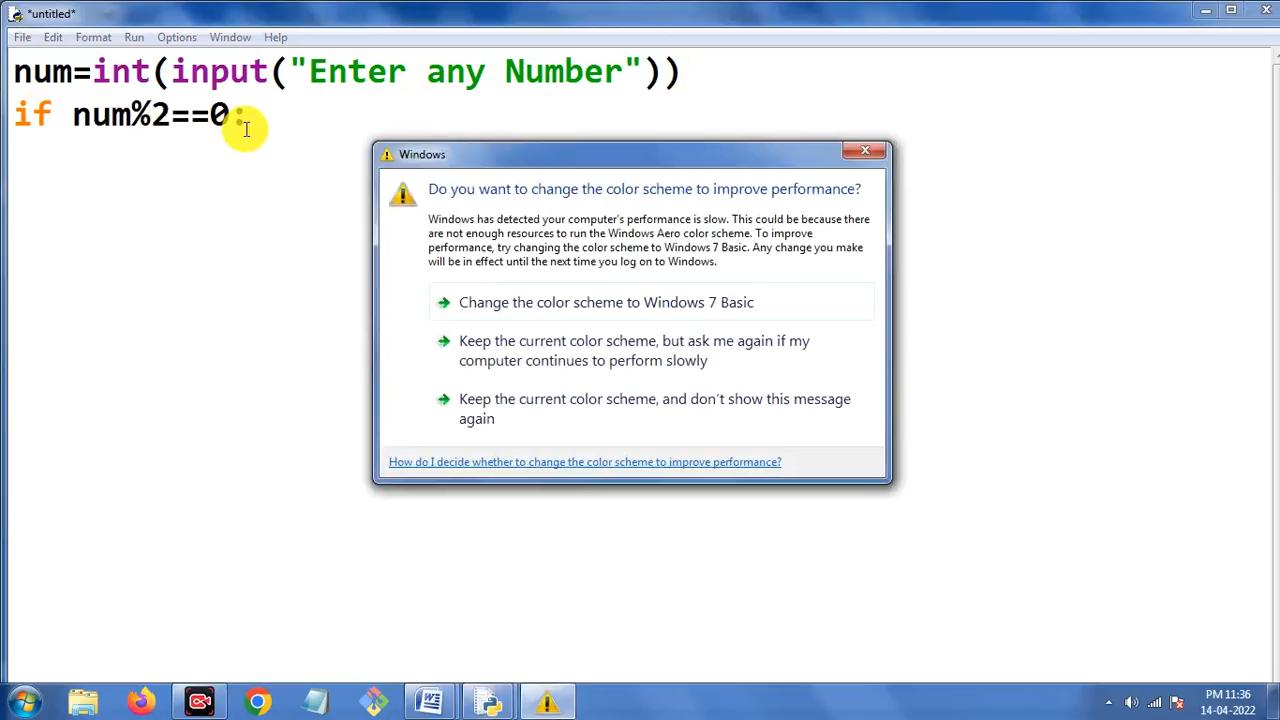 *untitled*
File Edit Format Run Options Window Help
num=int(input("Enter any Number"))
if num%2==0:
Windows
Do you want to change the color scheme to improve performance?
Windows has detected your computer's performance is slow. This could be because there
are not enough resources to run the Windows Aero color scheme. To improve
performance, try changing the color scheme to Windows 7 Basic. Any change you make
will be in effect until the next time you log on to Windows.
Change the color scheme to Windows 7 Basic
Keep the current color scheme, but ask me again if my
computer continues to perform slowly
Keep the current color scheme, and don't show this message
again
How do I decide whether to change the color scheme to improve performance?
PM 11:36
14-04-2022